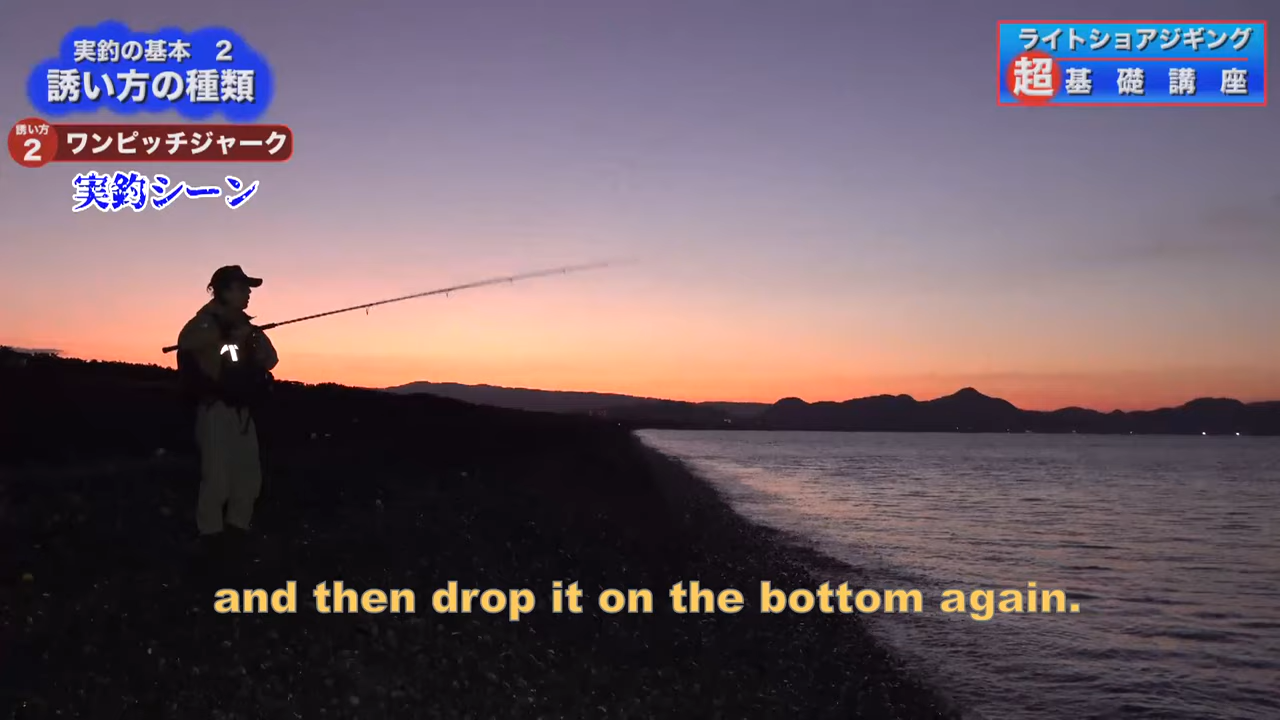 実釣の基本 2
誘い方の種類
誘い方
2 ワンピッチジャーク
実釣シーン
ライトショアジギング
超基礎講座
and then drop it on the bottom again.